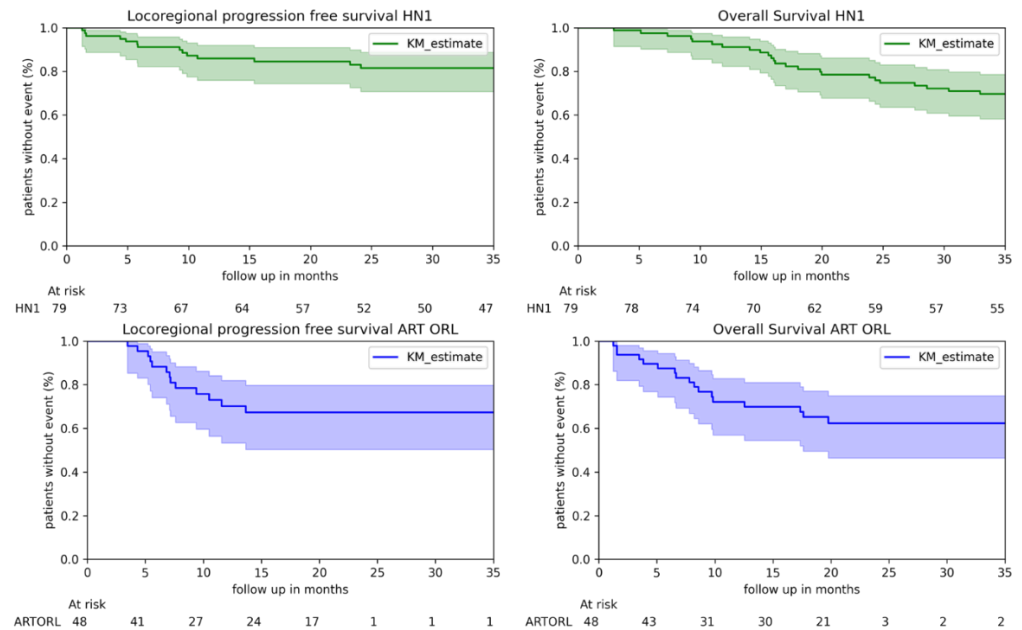 Locoregional progression free survival HN1
patients without event (%)
1.0
0.8
0.6
0.4
0.2
0.0
KM_estimate
0 5 10 15 20 25 30 35
follow up in months
At risk
HN1 79 73 67 64 57 52 50 47
Overall Survival HN1
patients without event (%)
1.0
0.8
0.6
0.4
0.2
0.0
KM_estimate
0 5 10 15 20 25 30 35
follow up in months
At risk
HN1 79 78 74 70 62 59 57 55
Locoregional progression free survival ART ORL
patients without event (%)
1.0
0.8
0.6
0.4
0.2
0.0
KM_estimate
0 5 10 15 20 25 30 35
follow up in months
At risk
ARTORL 48 41 27 24 17 1 1 1
Overall Survival ART ORL
patients without event (%)
1.0
0.8
0.6
0.4
0.2
0.0
KM_estimate
0 5 10 15 20 25 30 35
follow up in months
At risk
ARTORL 48 43 31 30 21 3 2 2